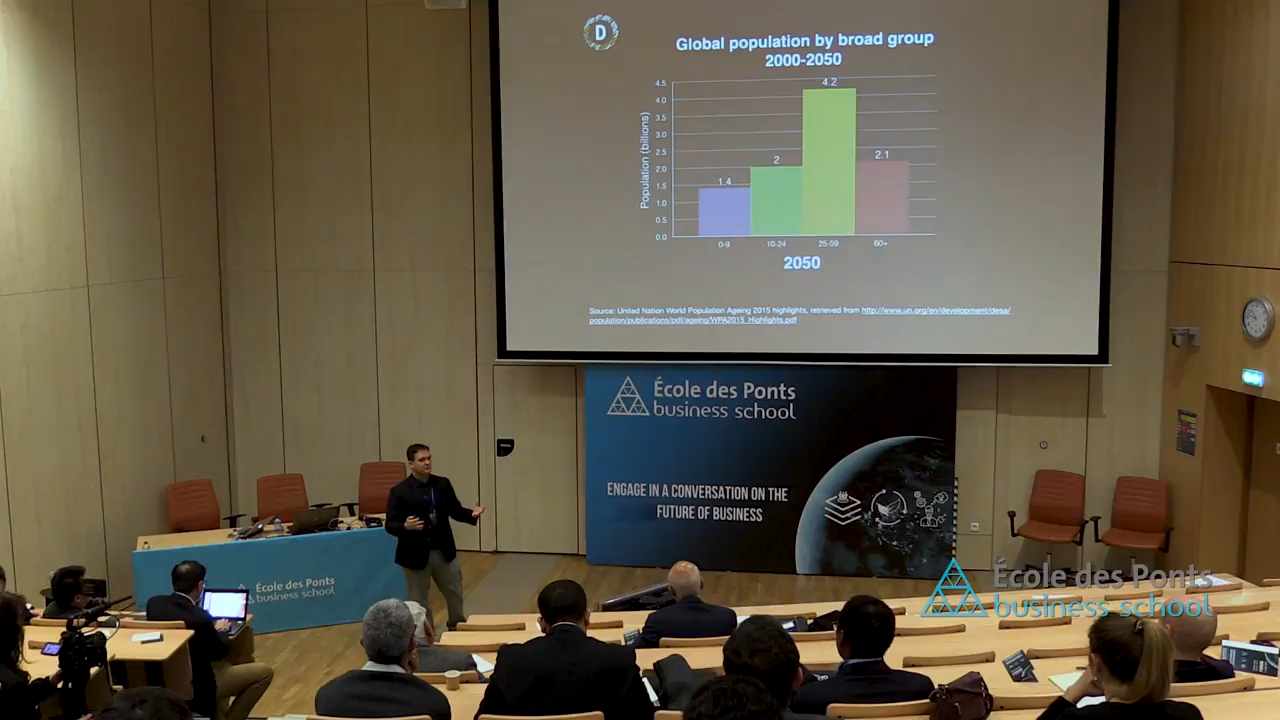 D
Global population by broad group
2000-2050
Population (billions)
4.5
4.0
3.5
3.0
2.5
2.0
1.5
1.0
0.5
0.0
1.4
2
4.2
2.1
0-9
10-24
25-59
60+
2050
Source: United Nation World Population Ageing 2015 highlights, retrieved from http://www.un.org/en/development/desa/
population/publications/pdf/ageing/WPA2015_Highlights.pdf
École des Ponts
business school
ENGAGE IN A CONVERSATION ON THE
FUTURE OF BUSINESS
École des Ponts
business school
École des Ponts
business school